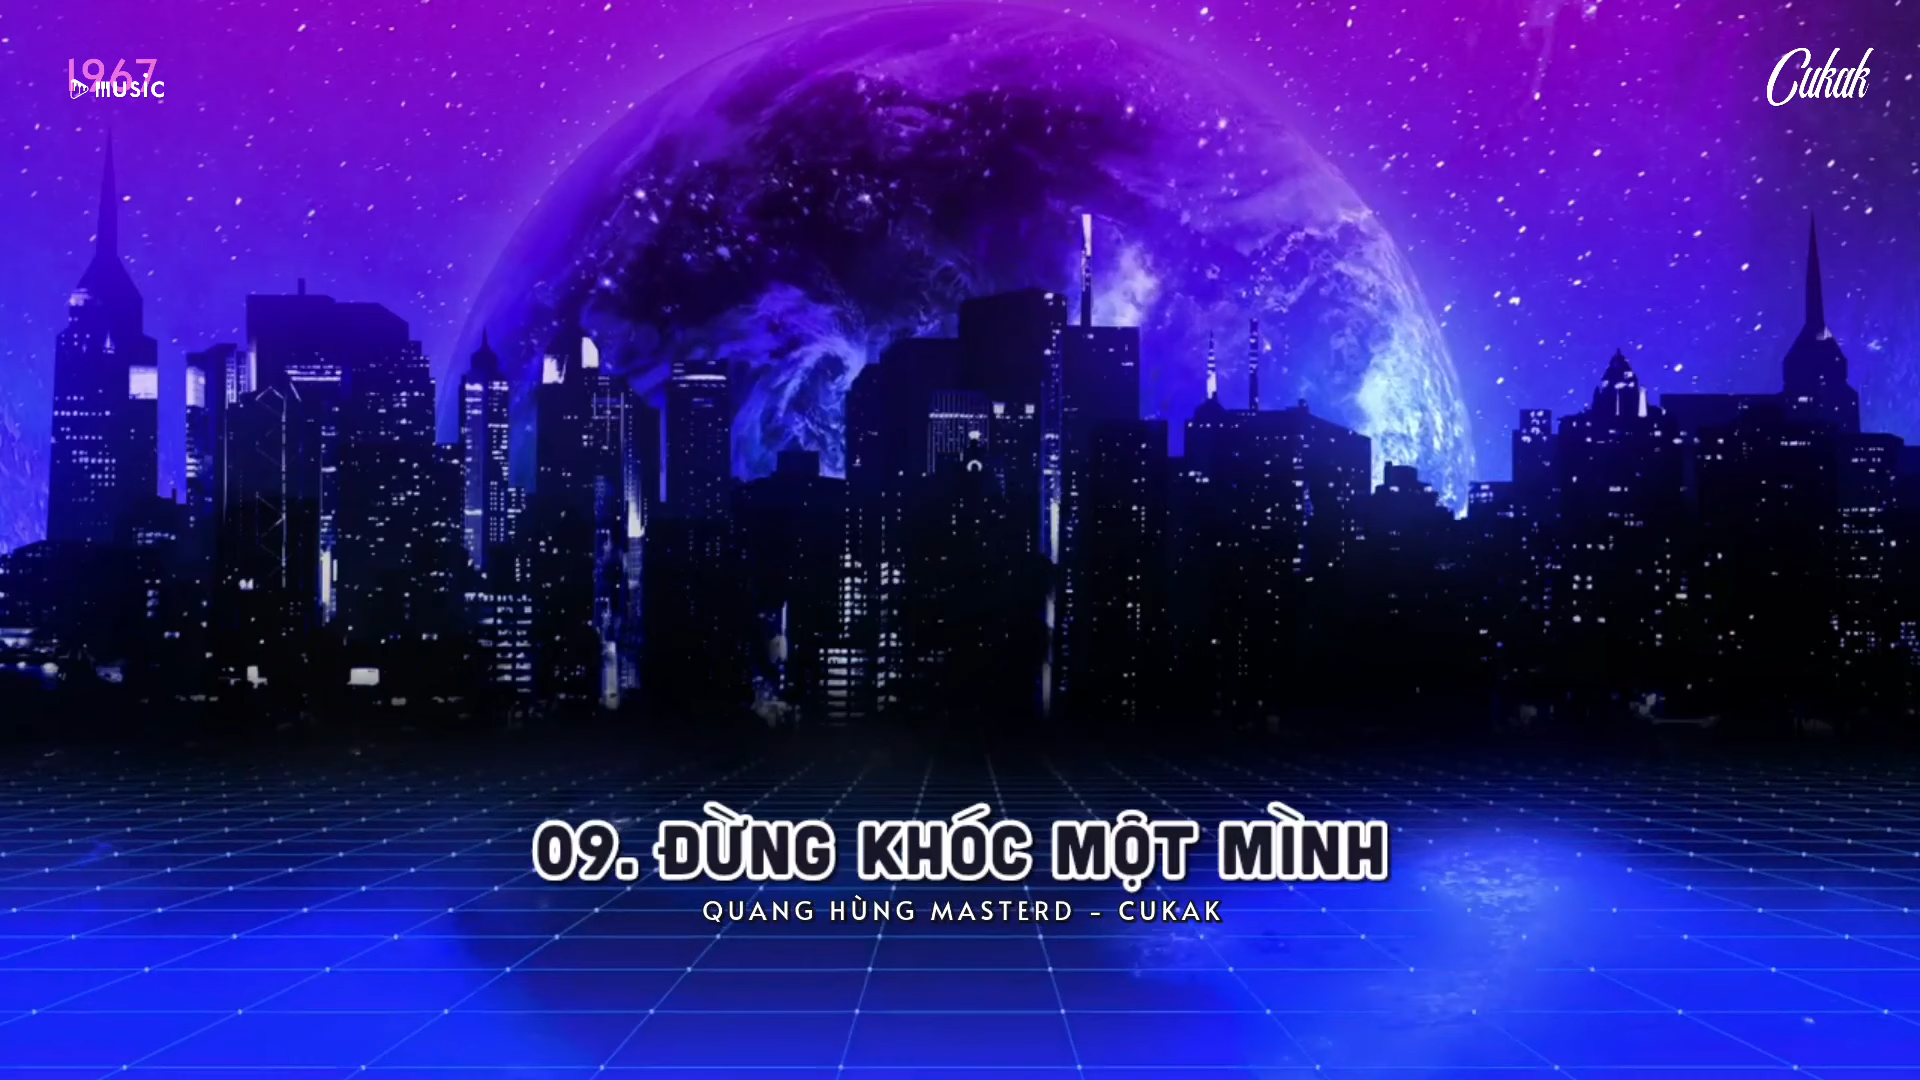 1967
music
Cukak
09. ĐỪNG KHÓC MỘT MÌNH
QUANG HÙNG MASTERD - CUKAK